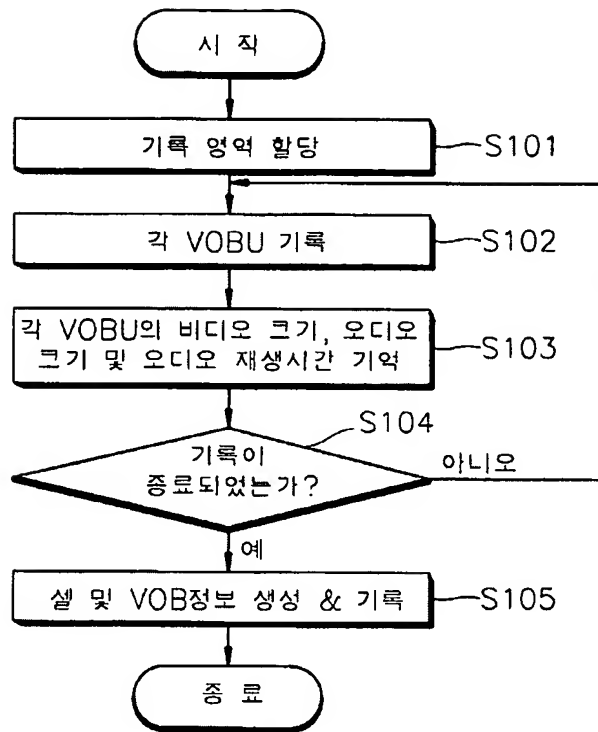 시 작
기록 영역 할당
S101
각 VOBU 기록
S102
각 VOBU의 비디오 크기, 오디오
크기 및 오디오 재생시간 기억
S103
S104
기록이
종료되었는가?
아니오
예
셀 및 VOB정보 생성 & 기록
S105
종 료